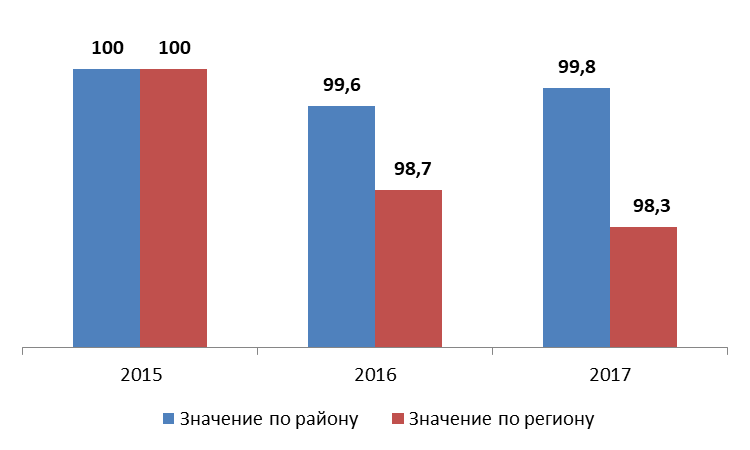 100 100
99,6
98,7
99,8
98,3
2015 2016 2017
Значение по району Значение по региону